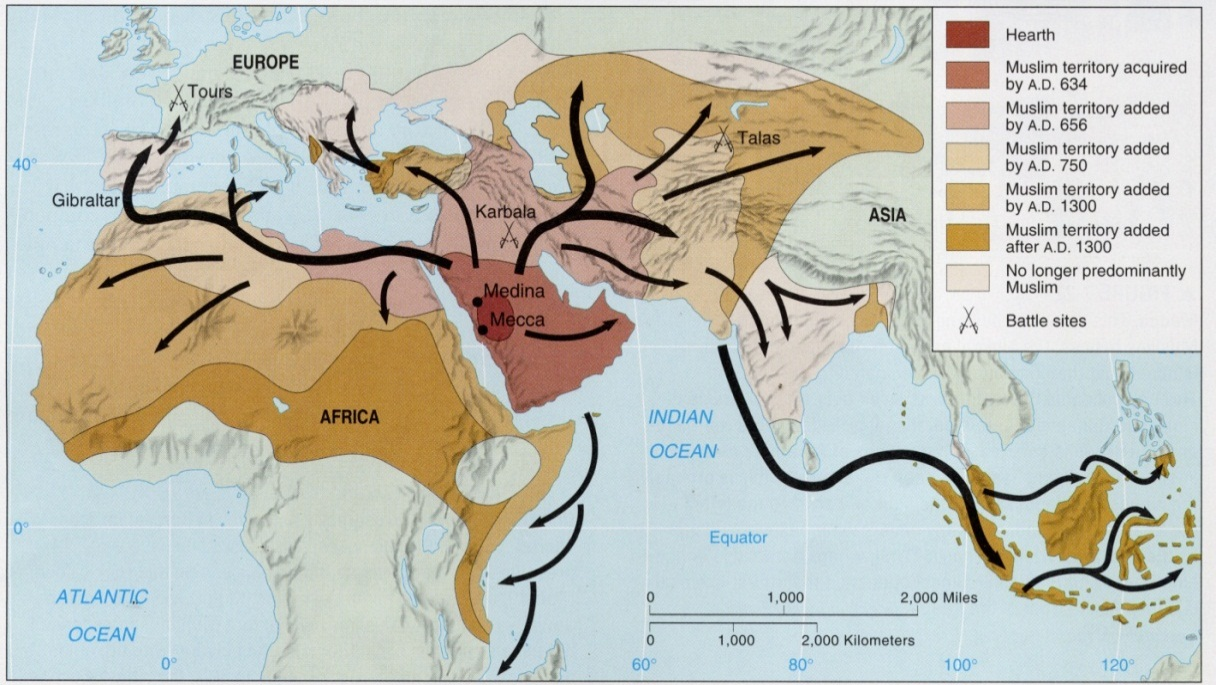 EUROPE
Tours
40°
Gibraltar
Karbala
Talas
ASIA
Medina
Mecca
AFRICA
INDIAN
OCEAN
0°
Equator
ATLANTIC
OCEAN
0 1,000 2,000 Miles
0 1,000 2,000 Kilometers
0° 60° 80° 100° 120°
Hearth
Muslim territory acquired
by A.D. 634
Muslim territory added
by A.D. 656
Muslim territory added
by A.D. 750
Muslim territory added
by A.D. 1300
Muslim territory added
after A.D. 1300
No longer predominantly
Muslim
Battle sites